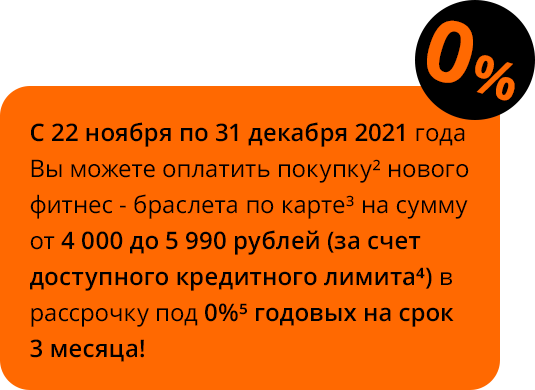 0%
С 22 ноября по 31 декабря 2021 года
Вы можете оплатить покупку² нового
фитнес - браслета по карте³ на сумму
от 4 000 до 5 990 рублей (за счет
доступного кредитного лимита⁴) в
рассрочку под 0%⁵ годовых на срок
3 месяца!